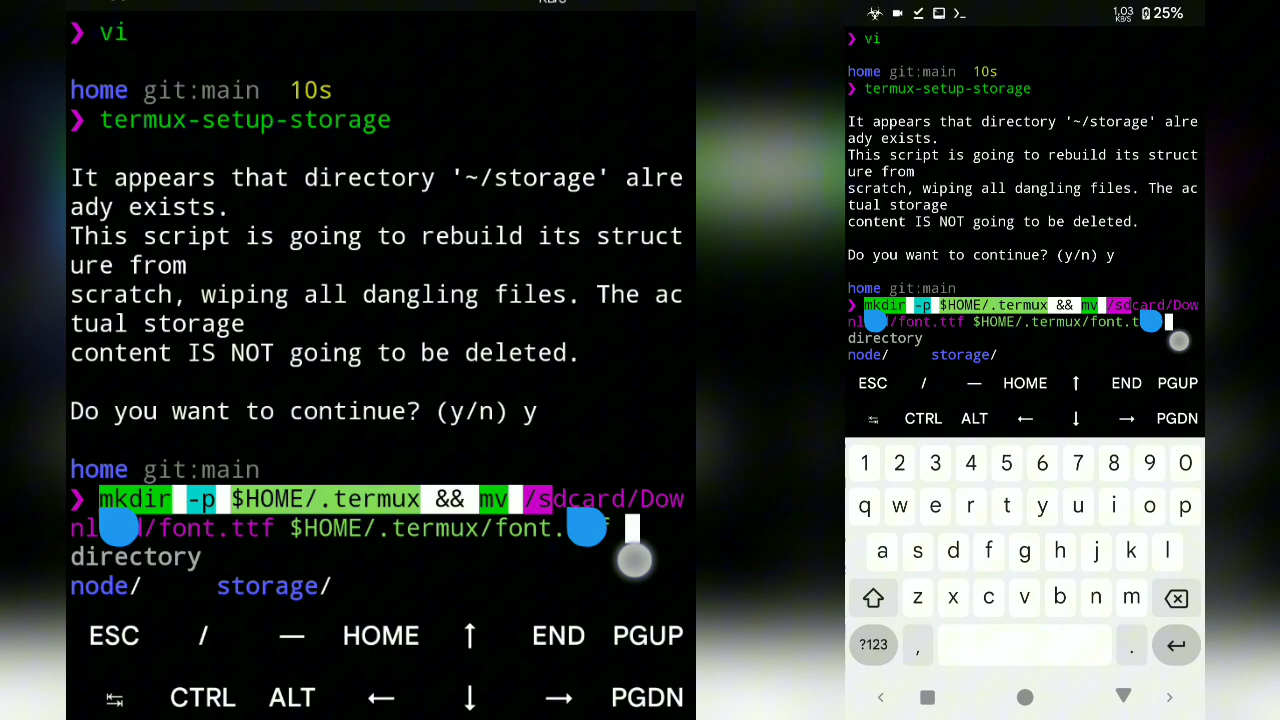 KB/S
❯ vi
home git:main 10s
❯ termux-setup-storage
It appears that directory '~/storage' alre
ady exists.
This script is going to rebuild its struct
ure from
scratch, wiping all dangling files. The ac
tual storage
content IS NOT going to be deleted.
Do you want to continue? (y/n) y
home git:main
❯ mkdir -p $HOME/.termux && mv /sdcard/Dow
/font.ttf $HOME/.termux/font.
directory
node/ storage/
ESC / — HOME ↑ END PGUP
↹ CTRL ALT ← ↓ → PGDN
1,03 KB/S 25%
❯ vi
home git:main 10s
❯ termux-setup-storage
It appears that directory '~/storage' alre
ady exists.
This script is going to rebuild its struct
ure from
scratch, wiping all dangling files. The ac
tual storage
content IS NOT going to be deleted.
Do you want to continue? (y/n) y
home git:main
❯ mkdir -p $HOME/.termux && mv /sdcard/Dow
/font.ttf $HOME/.termux/font.
directory
node/ storage/
ESC / — HOME ↑ END PGUP
↹ CTRL ALT ← ↓ → PGDN
1 2 3 4 5 6 7 8 9 0
q w e r t y u i o p
a s d f g h j k l
z x c v b n m
?123 , .